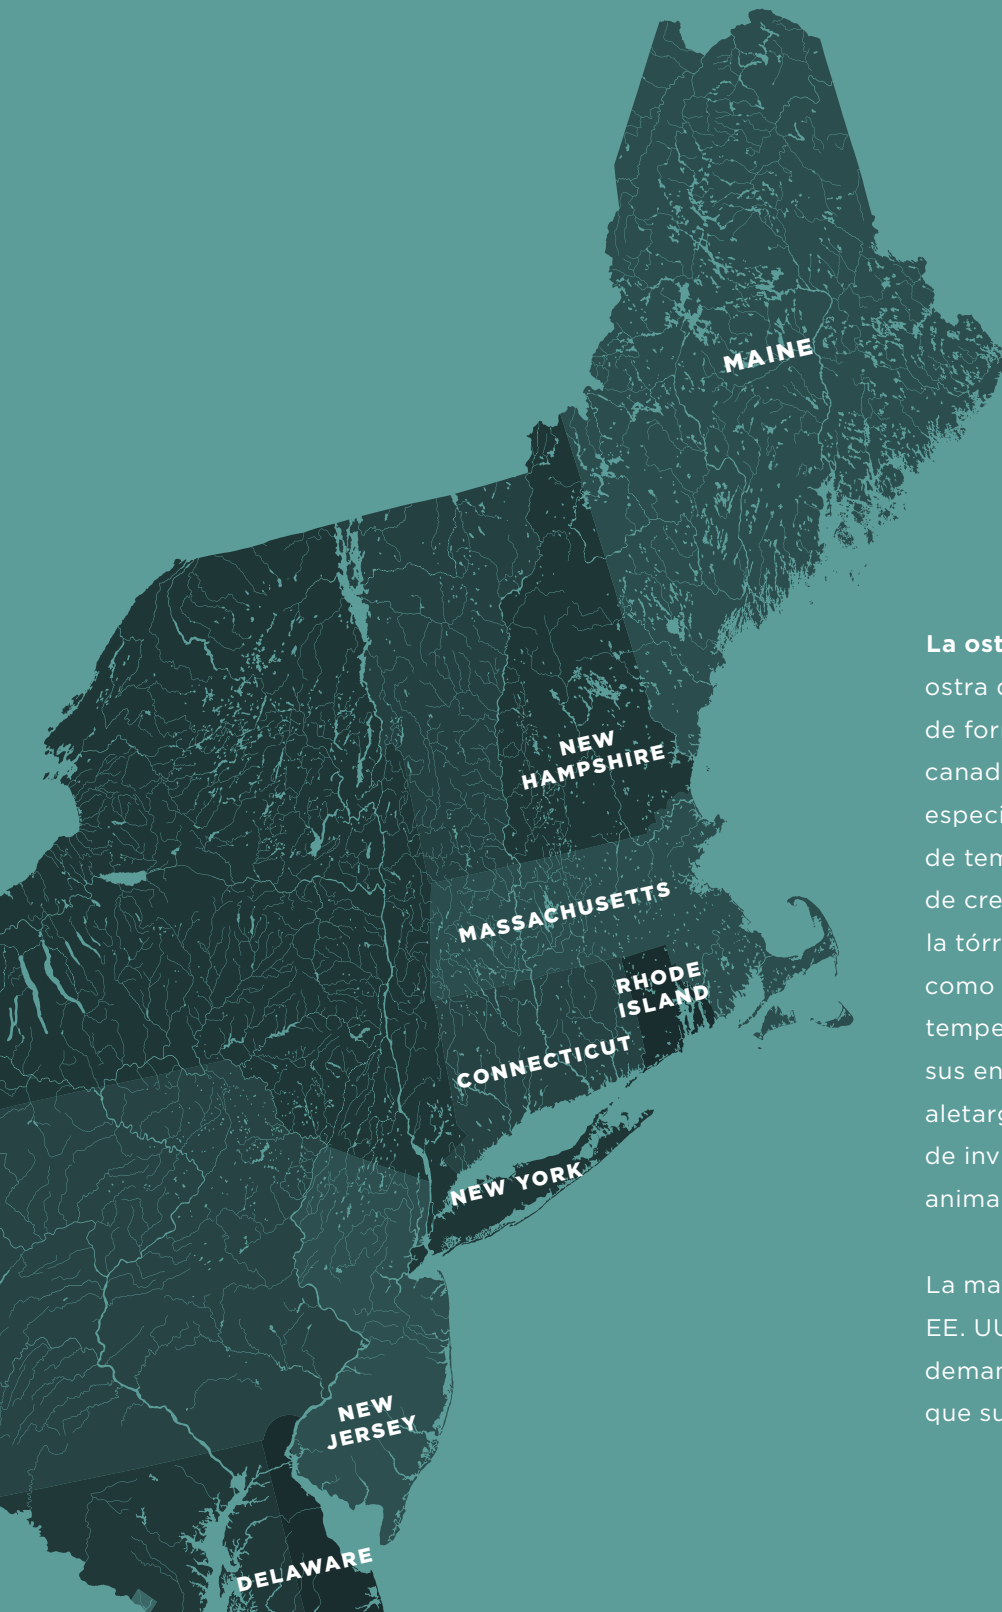 MAINE
NEW
HAMPSHIRE
MASSACHUSETTS
RHODE
ISLAND
CONNECTICUT
NEW YORK
NEW
JERSEY
DELAWARE
La ost
ostra
de for
canad
especi
de tem
de cre
la tórr
como
tempe
sus en
aletarg
de inv
anima
La ma
EE. UU
deman
que su